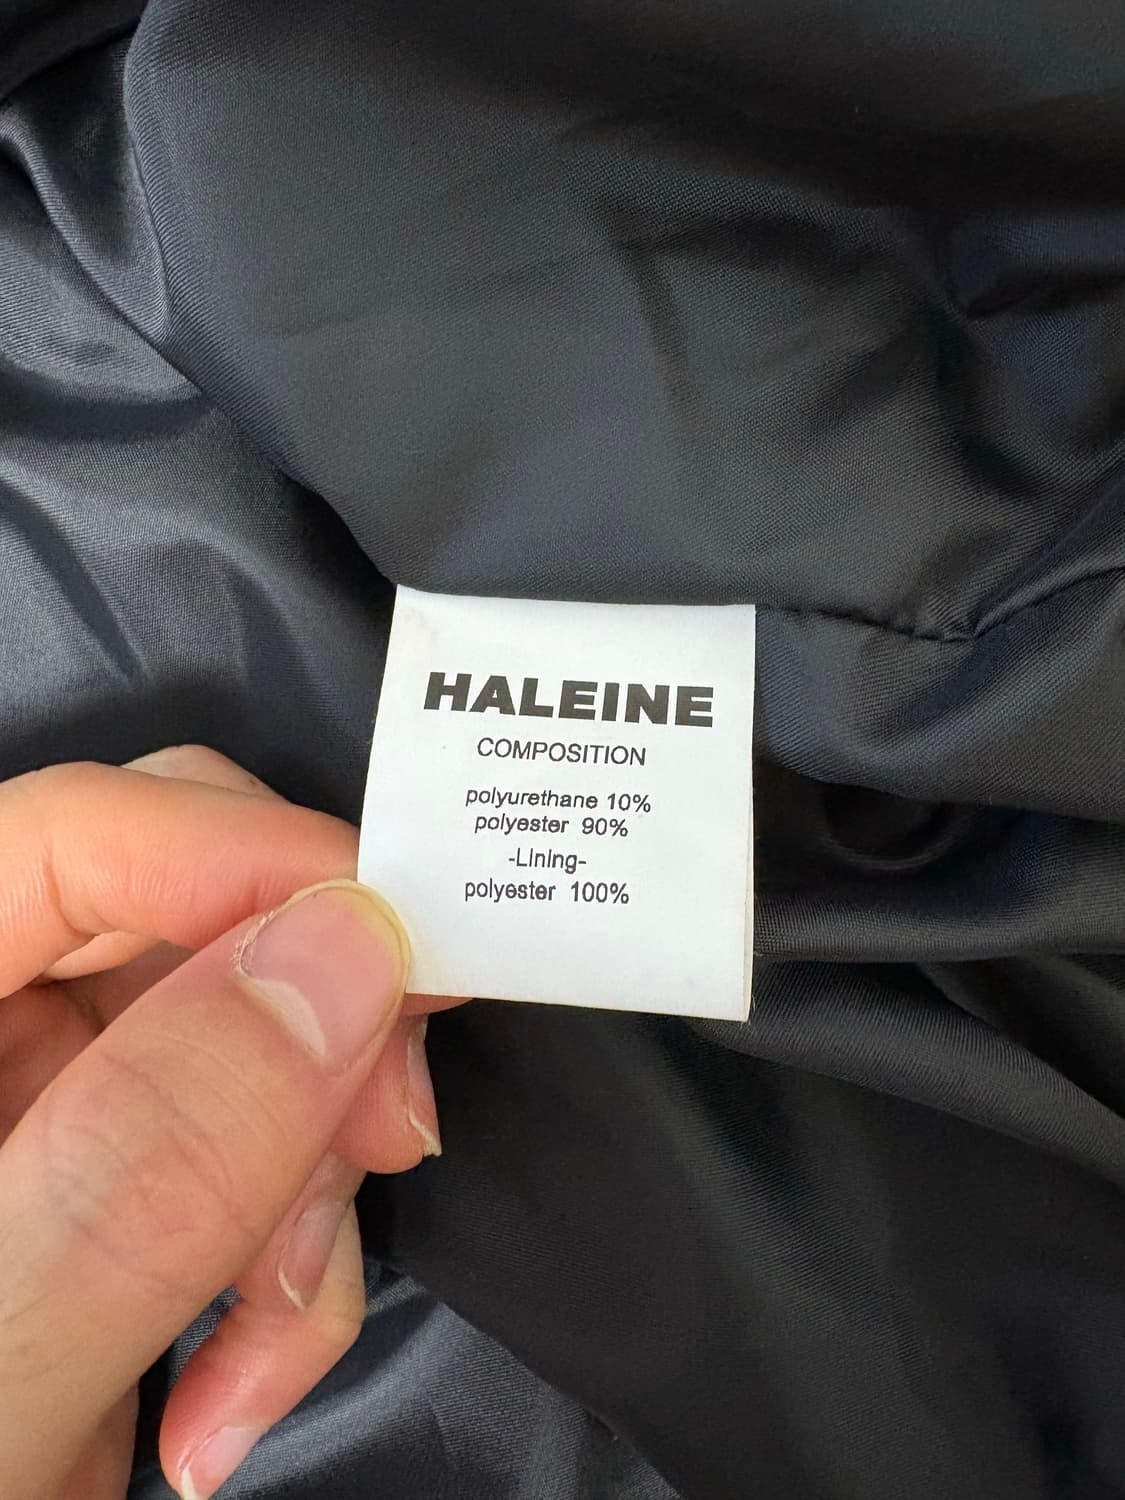 HALEINE
COMPOSITION
polyurethane 10%
polyester 90%
-Lining-
polyester 100%